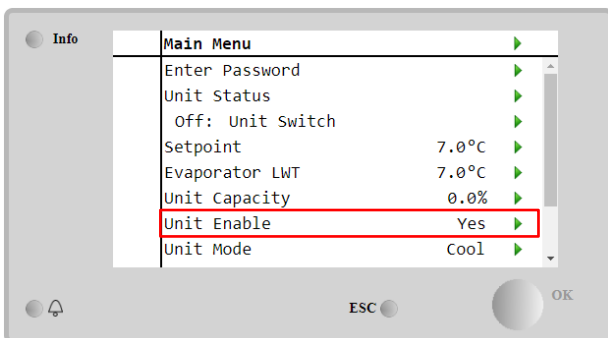 Info
Main Menu
Enter Password
Unit Status
Off: Unit Switch
Setpoint 7.0°C
Evaporator LWT 7.0°C
Unit Capacity 0.0%
Unit Enable Yes
Unit Mode Cool
ESC
OK